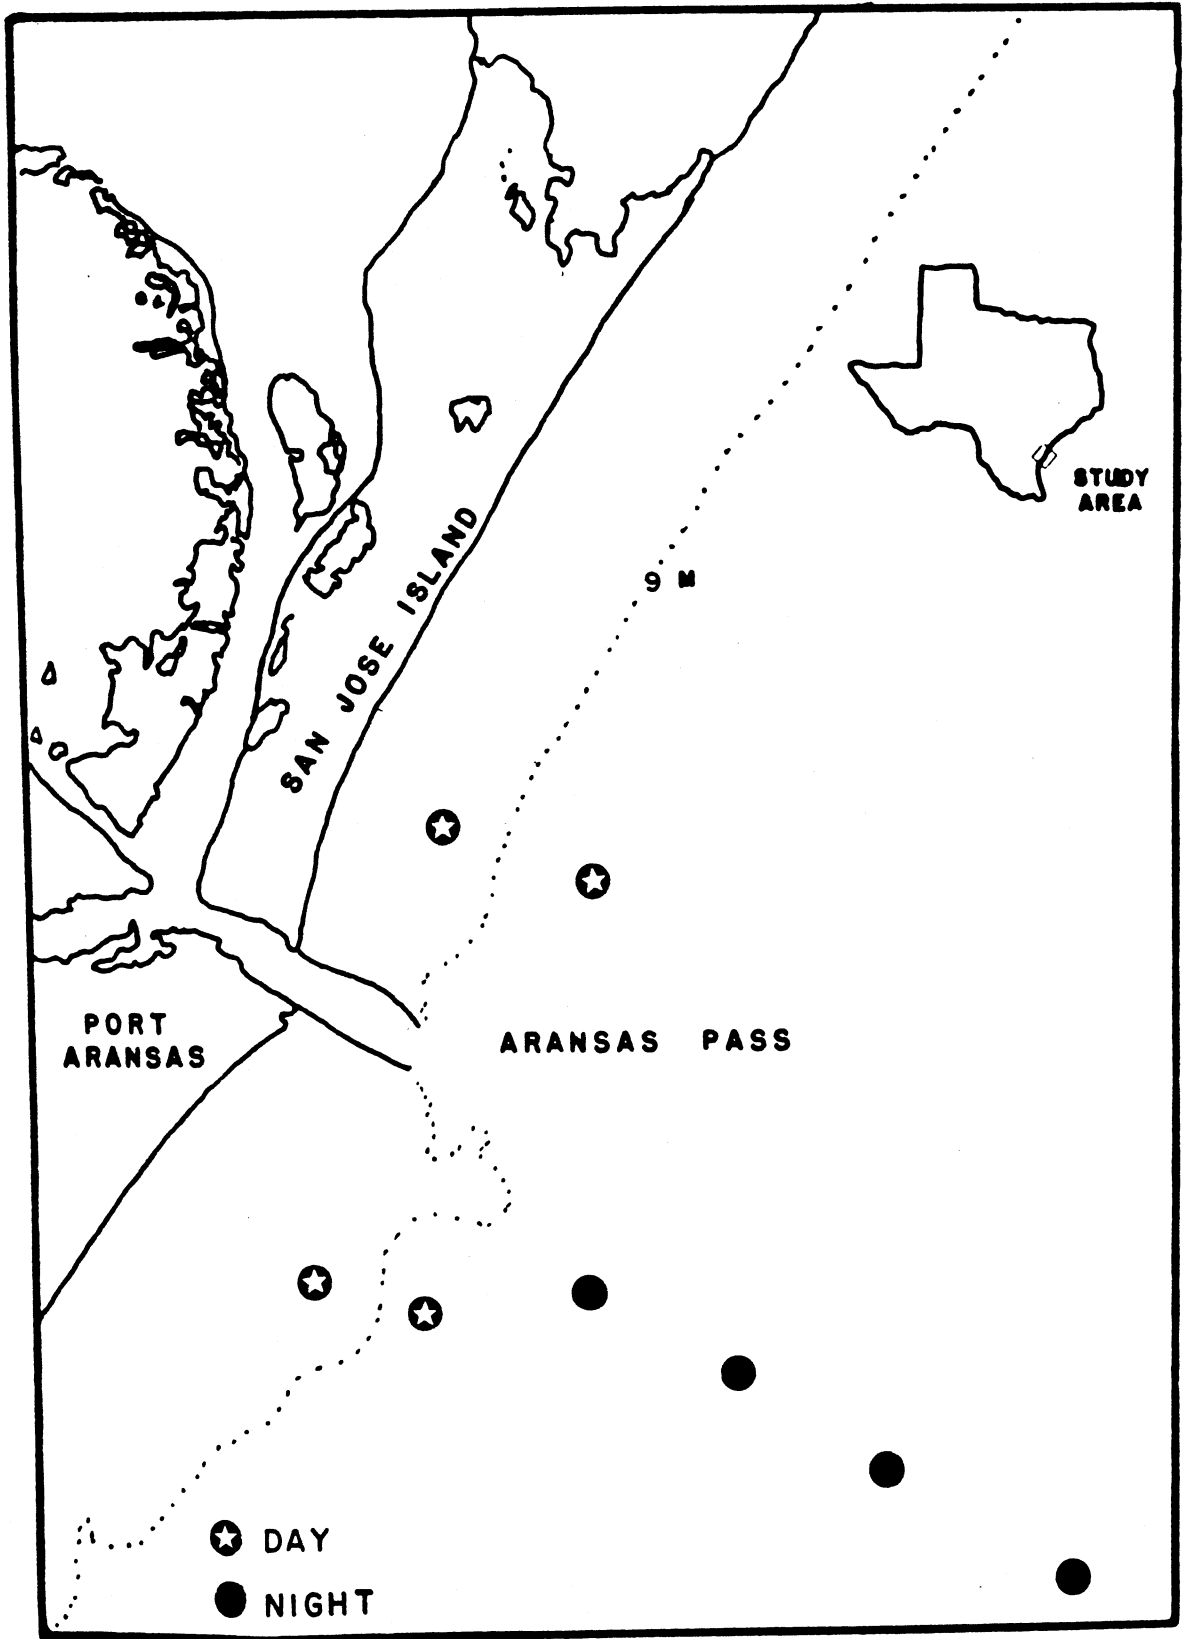 STUDY
AREA
9 M
SAN JOSE ISLAND
PORT
ARANSAS
ARANSAS PASS
DAY
NIGHT